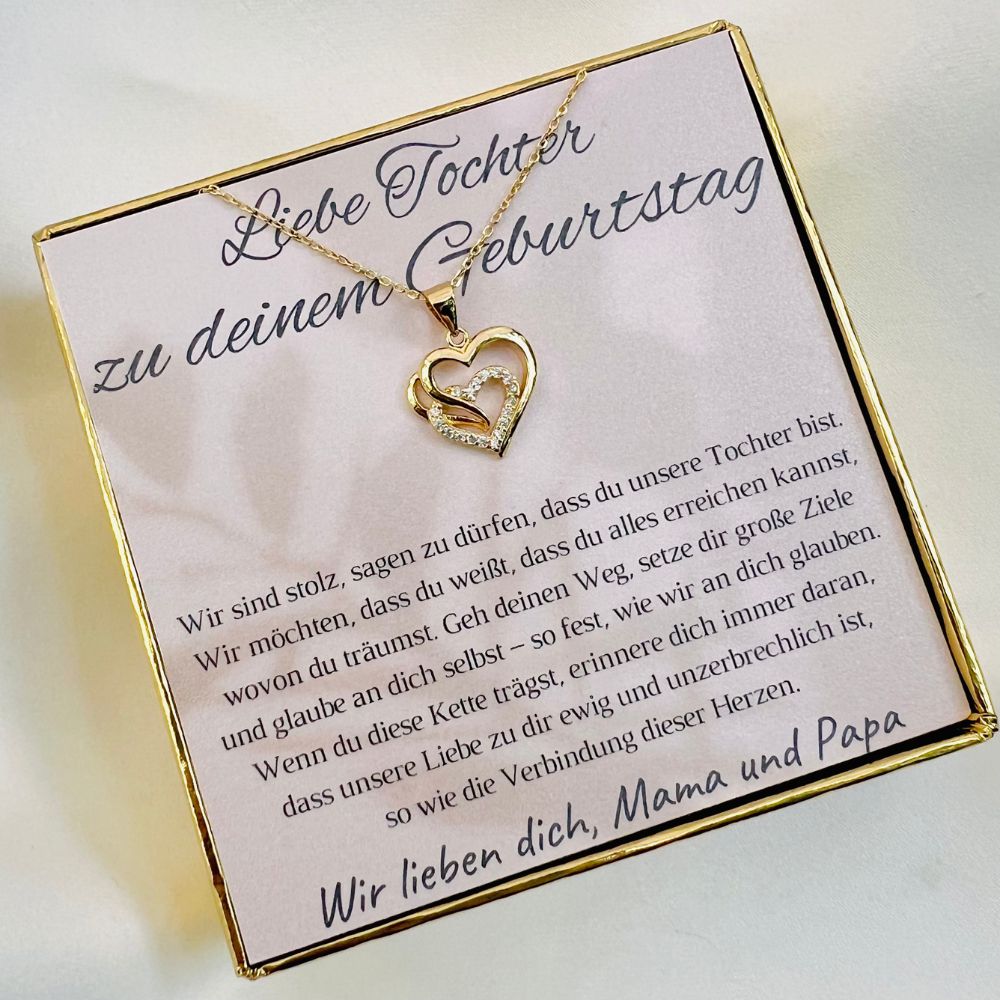 Liebe Tochter
zu deinem Geburtstag
Wir sind stolz, sagen zu dürfen, dass du unsere Tochter bist.
Wir möchten, dass du weißt, dass du alles erreichen kannst,
wovon du träumst. Geh deinen Weg, setze dir große Ziele
und glaube an dich selbst – so fest, wie wir an dich glauben.
Wenn du diese Kette trägst, erinnere dich immer daran,
dass unsere Liebe zu dir ewig und unzerbrechlich ist,
so wie die Verbindung dieser Herzen.
Wir lieben dich, Mama und Papa